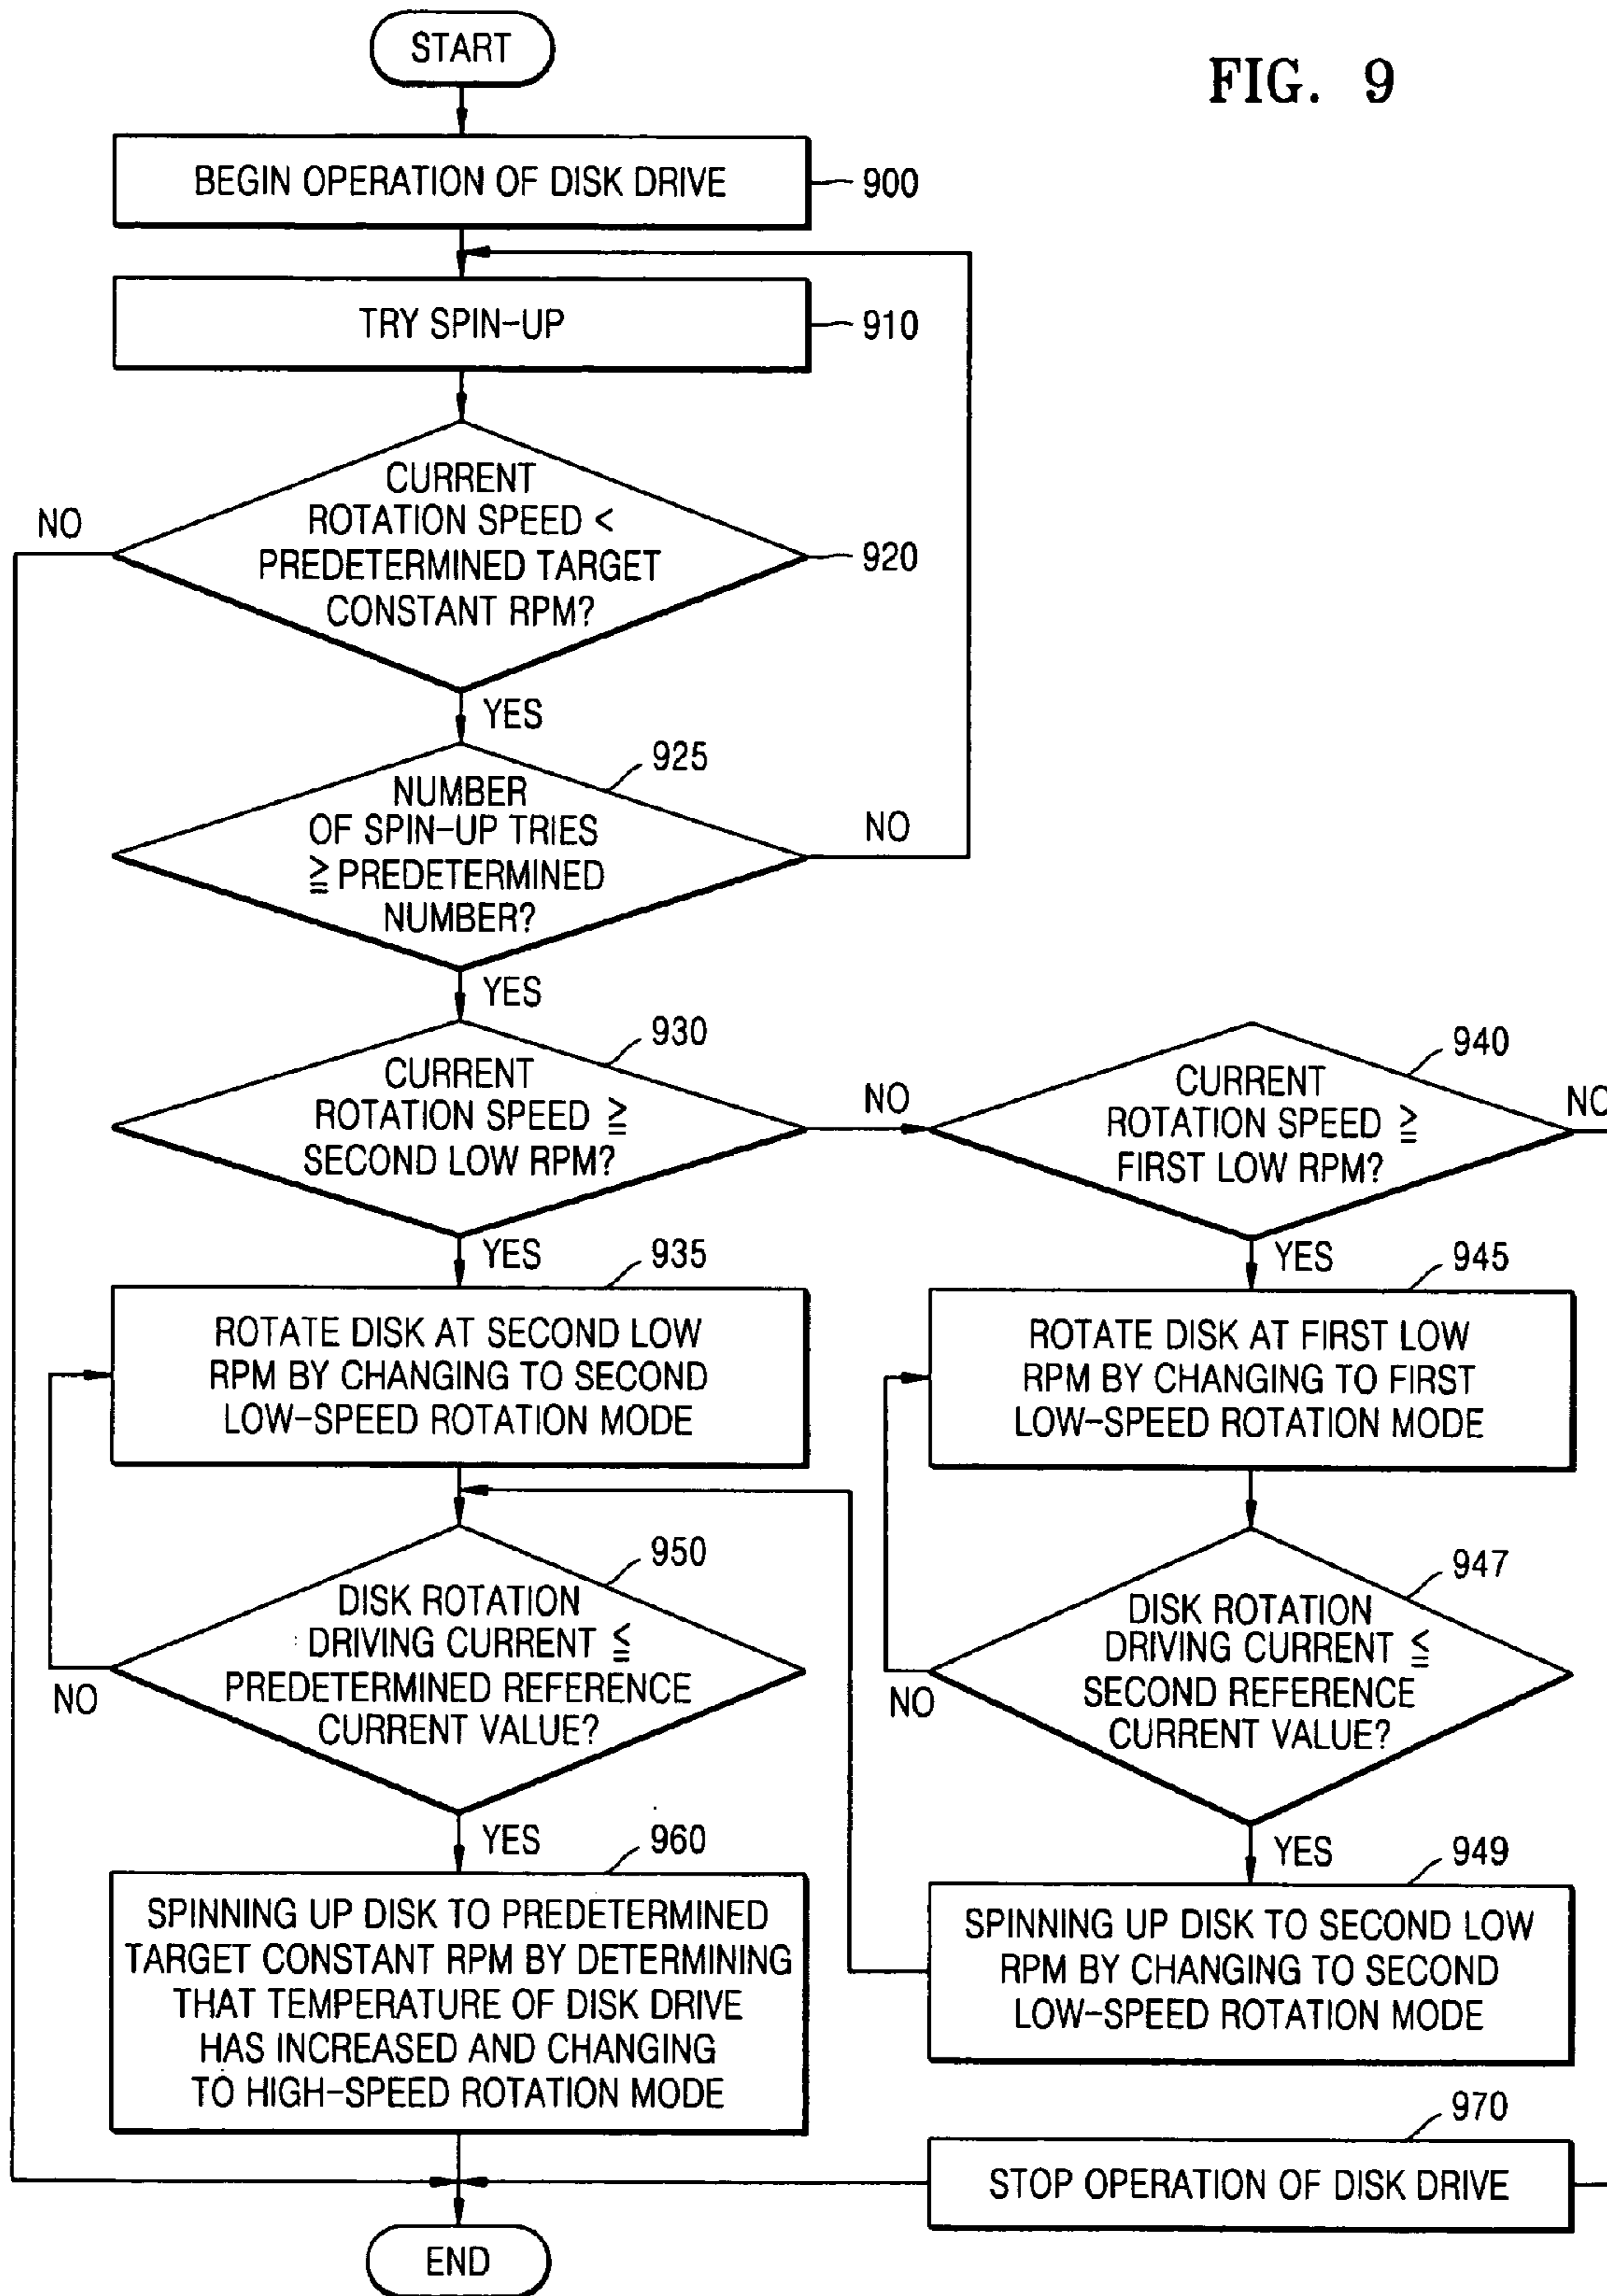 FIG. 9
START
BEGIN OPERATION OF DISK DRIVE
900
TRY SPIN-UP
910
CURRENT
ROTATION SPEED <
PREDETERMINED TARGET
CONSTANT RPM?
920
NO
YES
925
NUMBER
OF SPIN-UP TRIES
≧ PREDETERMINED
NUMBER?
NO
YES
930
CURRENT
ROTATION SPEED ≧
SECOND LOW RPM?
NO
YES
940
CURRENT
ROTATION SPEED ≧
FIRST LOW RPM?
NO
YES
935
ROTATE DISK AT SECOND LOW
RPM BY CHANGING TO SECOND
LOW-SPEED ROTATION MODE
945
ROTATE DISK AT FIRST LOW
RPM BY CHANGING TO FIRST
LOW-SPEED ROTATION MODE
950
DISK ROTATION
DRIVING CURRENT ≦
PREDETERMINED REFERENCE
CURRENT VALUE?
NO
YES
947
DISK ROTATION
DRIVING CURRENT ≦
SECOND REFERENCE
CURRENT VALUE?
NO
YES
960
SPINNING UP DISK TO PREDETERMINED
TARGET CONSTANT RPM BY DETERMINING
THAT TEMPERATURE OF DISK DRIVE
HAS INCREASED AND CHANGING
TO HIGH-SPEED ROTATION MODE
949
SPINNING UP DISK TO SECOND LOW
RPM BY CHANGING TO SECOND
LOW-SPEED ROTATION MODE
970
STOP OPERATION OF DISK DRIVE
END